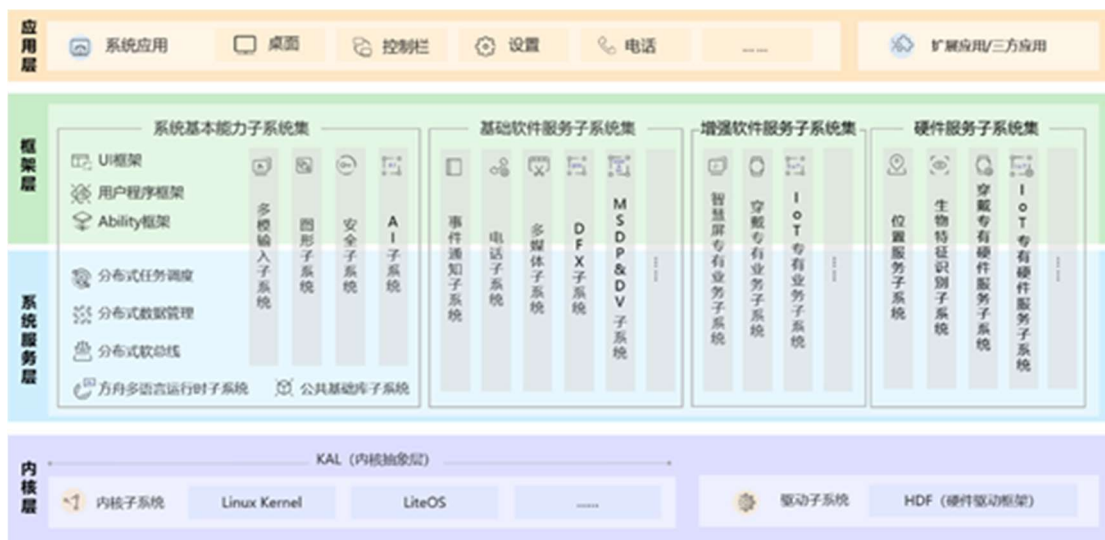 应用层
系统应用
桌面
控制栏
设置
电话
......
扩展应用/三方应用
框架层
系统服务层
系统基本能力子系统集
UI框架
用户程序框架
Ability框架
分布式任务调度
分布式数据管理
分布式软总线
方舟多语言运行时子系统
公共基础库子系统
多模输入子系统
图形子系统
安全子系统
AI子系统
基础软件服务子系统集
事件通知子系统
电话子系统
多媒体子系统
DFX子系统
MSDP&DV子系统
......
增强软件服务子系统集
智慧屏专有业务子系统
穿戴专有业务子系统
IoT专有业务子系统
......
硬件服务子系统集
位置服务子系统
生物特征识别子系统
穿戴专有硬件服务子系统
IoT专有硬件服务子系统
......
内核层
KAL（内核抽象层）
内核子系统
Linux Kernel
LiteOS
......
驱动子系统
HDF（硬件驱动框架）